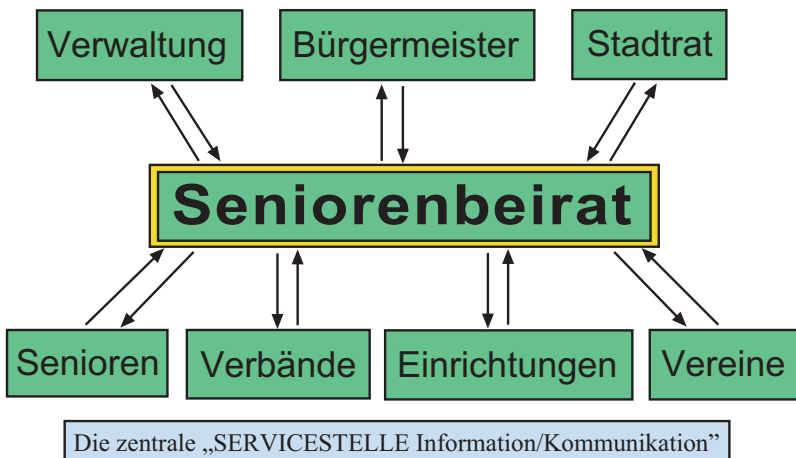 Verwaltung
Bürgermeister
Stadtrat
Seniorenbeirat
Senioren
Verbände
Einrichtungen
Vereine
Die zentrale „SERVICESTELLE Information/Kommunikation”